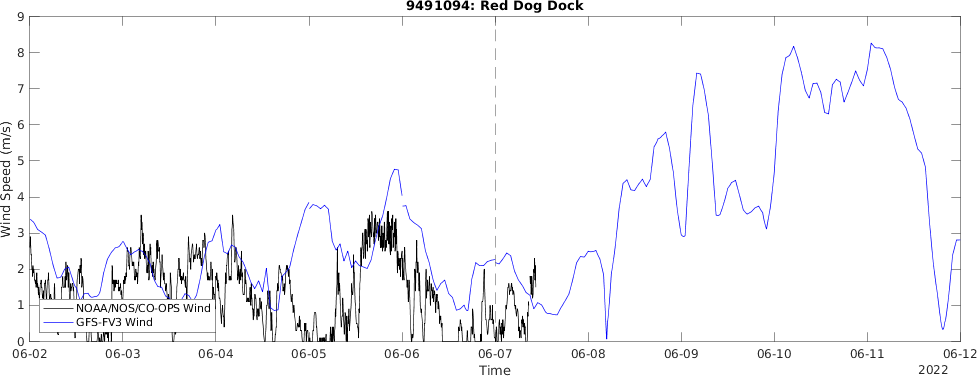 9491094: Red Dog Dock
Wind Speed (m/s)
9
8
7
6
5
4
3
2
1
0
NOAA/NOS/CO-OPS Wind
GFS-FV3 Wind
06-02 06-03 06-04 06-05 06-06 06-07 06-08 06-09 06-10 06-11 06-12
Time
2022